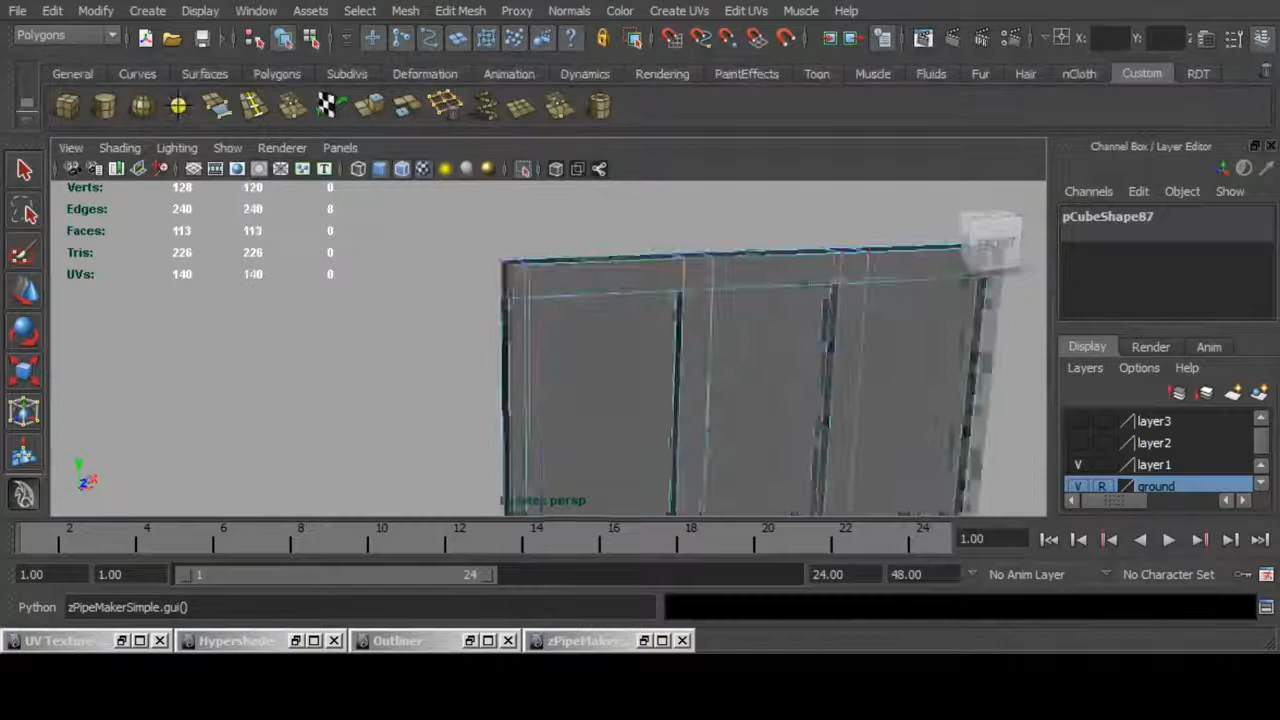 File Edit Modify Create Display Window Assets Select Mesh Edit Mesh Proxy Normals Color Create UVs Edit UVs Muscle Help
Polygons X: Y: Z
General Curves Surfaces Polygons Subdivs Deformation Animation Dynamics Rendering PaintEffects Toon Muscle Fluids Fur Hair nCloth Custom RDT
View Shading Lighting Show Renderer Panels
Channel Box / Layer Editor
Channels Edit Object Show
pCubeShape87
Verts: 128 120 0
Edges: 240 240 8
Faces: 113 113 0
Tris: 226 226 0
UVs: 140 140 0
persp
Display Render Anim
Layers Options Help
layer3
layer2
V layer1
V R ground
2 4 6 8 10 12 14 16 18 20 22 24 1.00
1.00 1.00 1 24 24.00 48.00 No Anim Layer No Character Set
Python zPipeMakerSimple.gui()
UV Texture... Hypershade Outliner zPipeMaker...